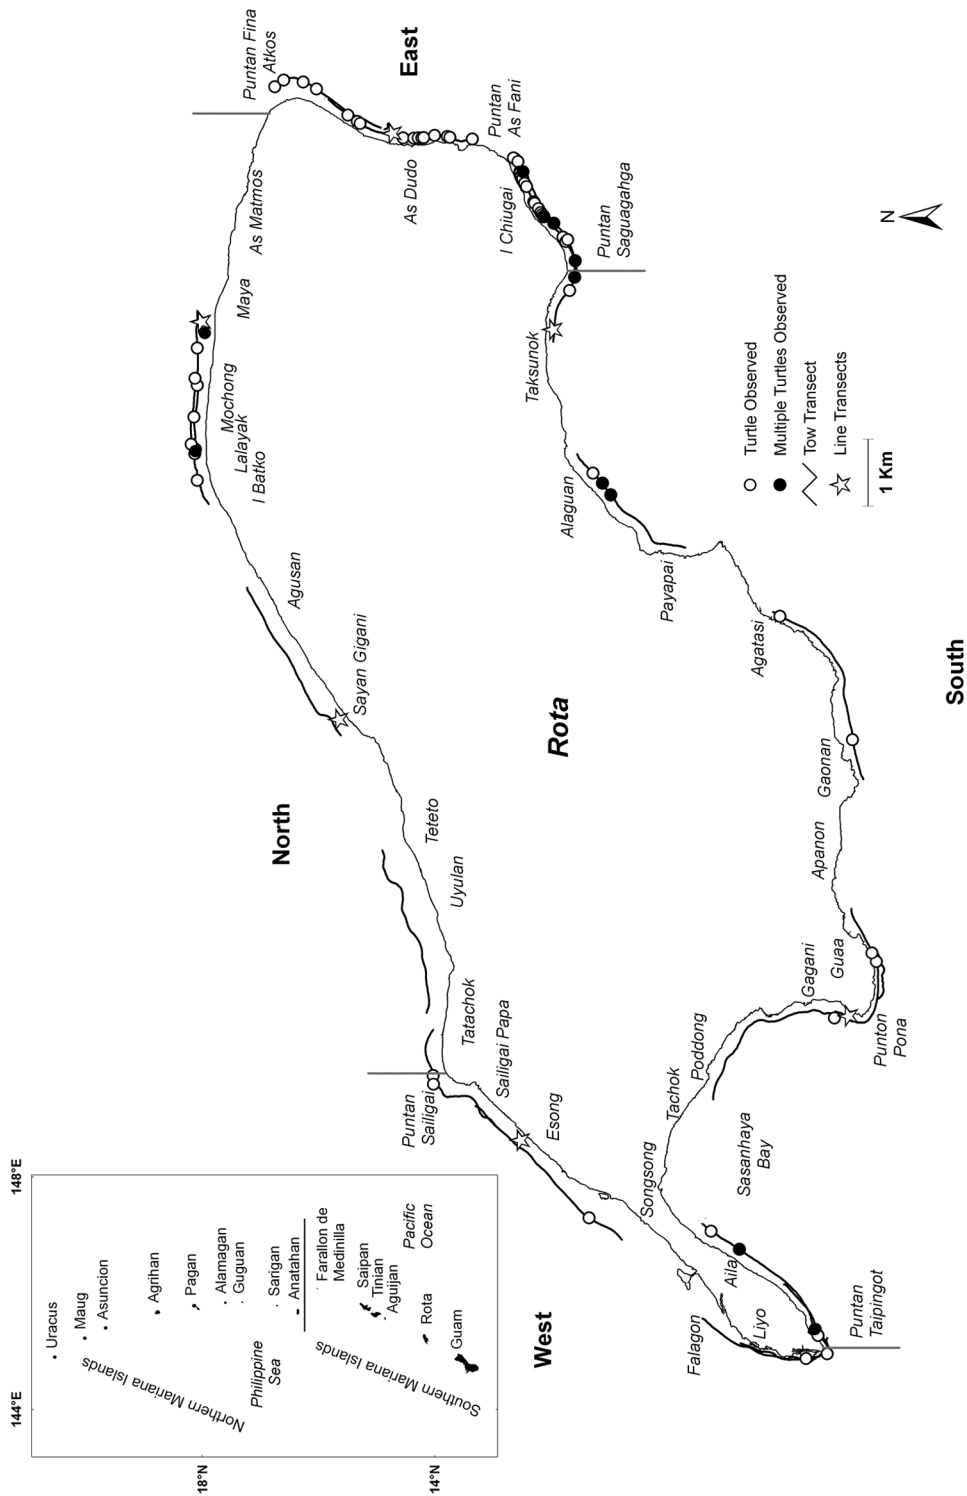 148°E
144°E
18°N
14°N
Uracus
Maug
Asuncion
Agrihan
Pagan
Alamagan
Guguan
Sarigan
Anatahan
Farallon de
Medinilla
Saipan
Tinian
Aguijan
Rota
Guam
Northern Mariana Islands
Southern Mariana Islands
Philippine
Sea
Pacific
Ocean
North
East
South
West
Rota
Puntan Fina
Atkos
As Matmos
Maya
Mochong
Lalayak
I Batko
Agusan
Sayan Gigani
Teteto
Uyulan
Tatachok
Puntan
Sailigai
Sailigai Papa
Esong
Songsong
Tachok
Poddong
Sasanhaya
Bay
Aila
Liyo
Falagon
Puntan
Taipingot
Gagani
Guaa
Punton
Pona
Apanon
Gaonan
Agatasi
Payapai
Alaguan
Taksunok
Puntan
Saguagahga
I Chiugai
Puntan
As Fani
As Dudo
N
Turtle Observed
Multiple Turtles Observed
Tow Transect
Line Transects
1 Km